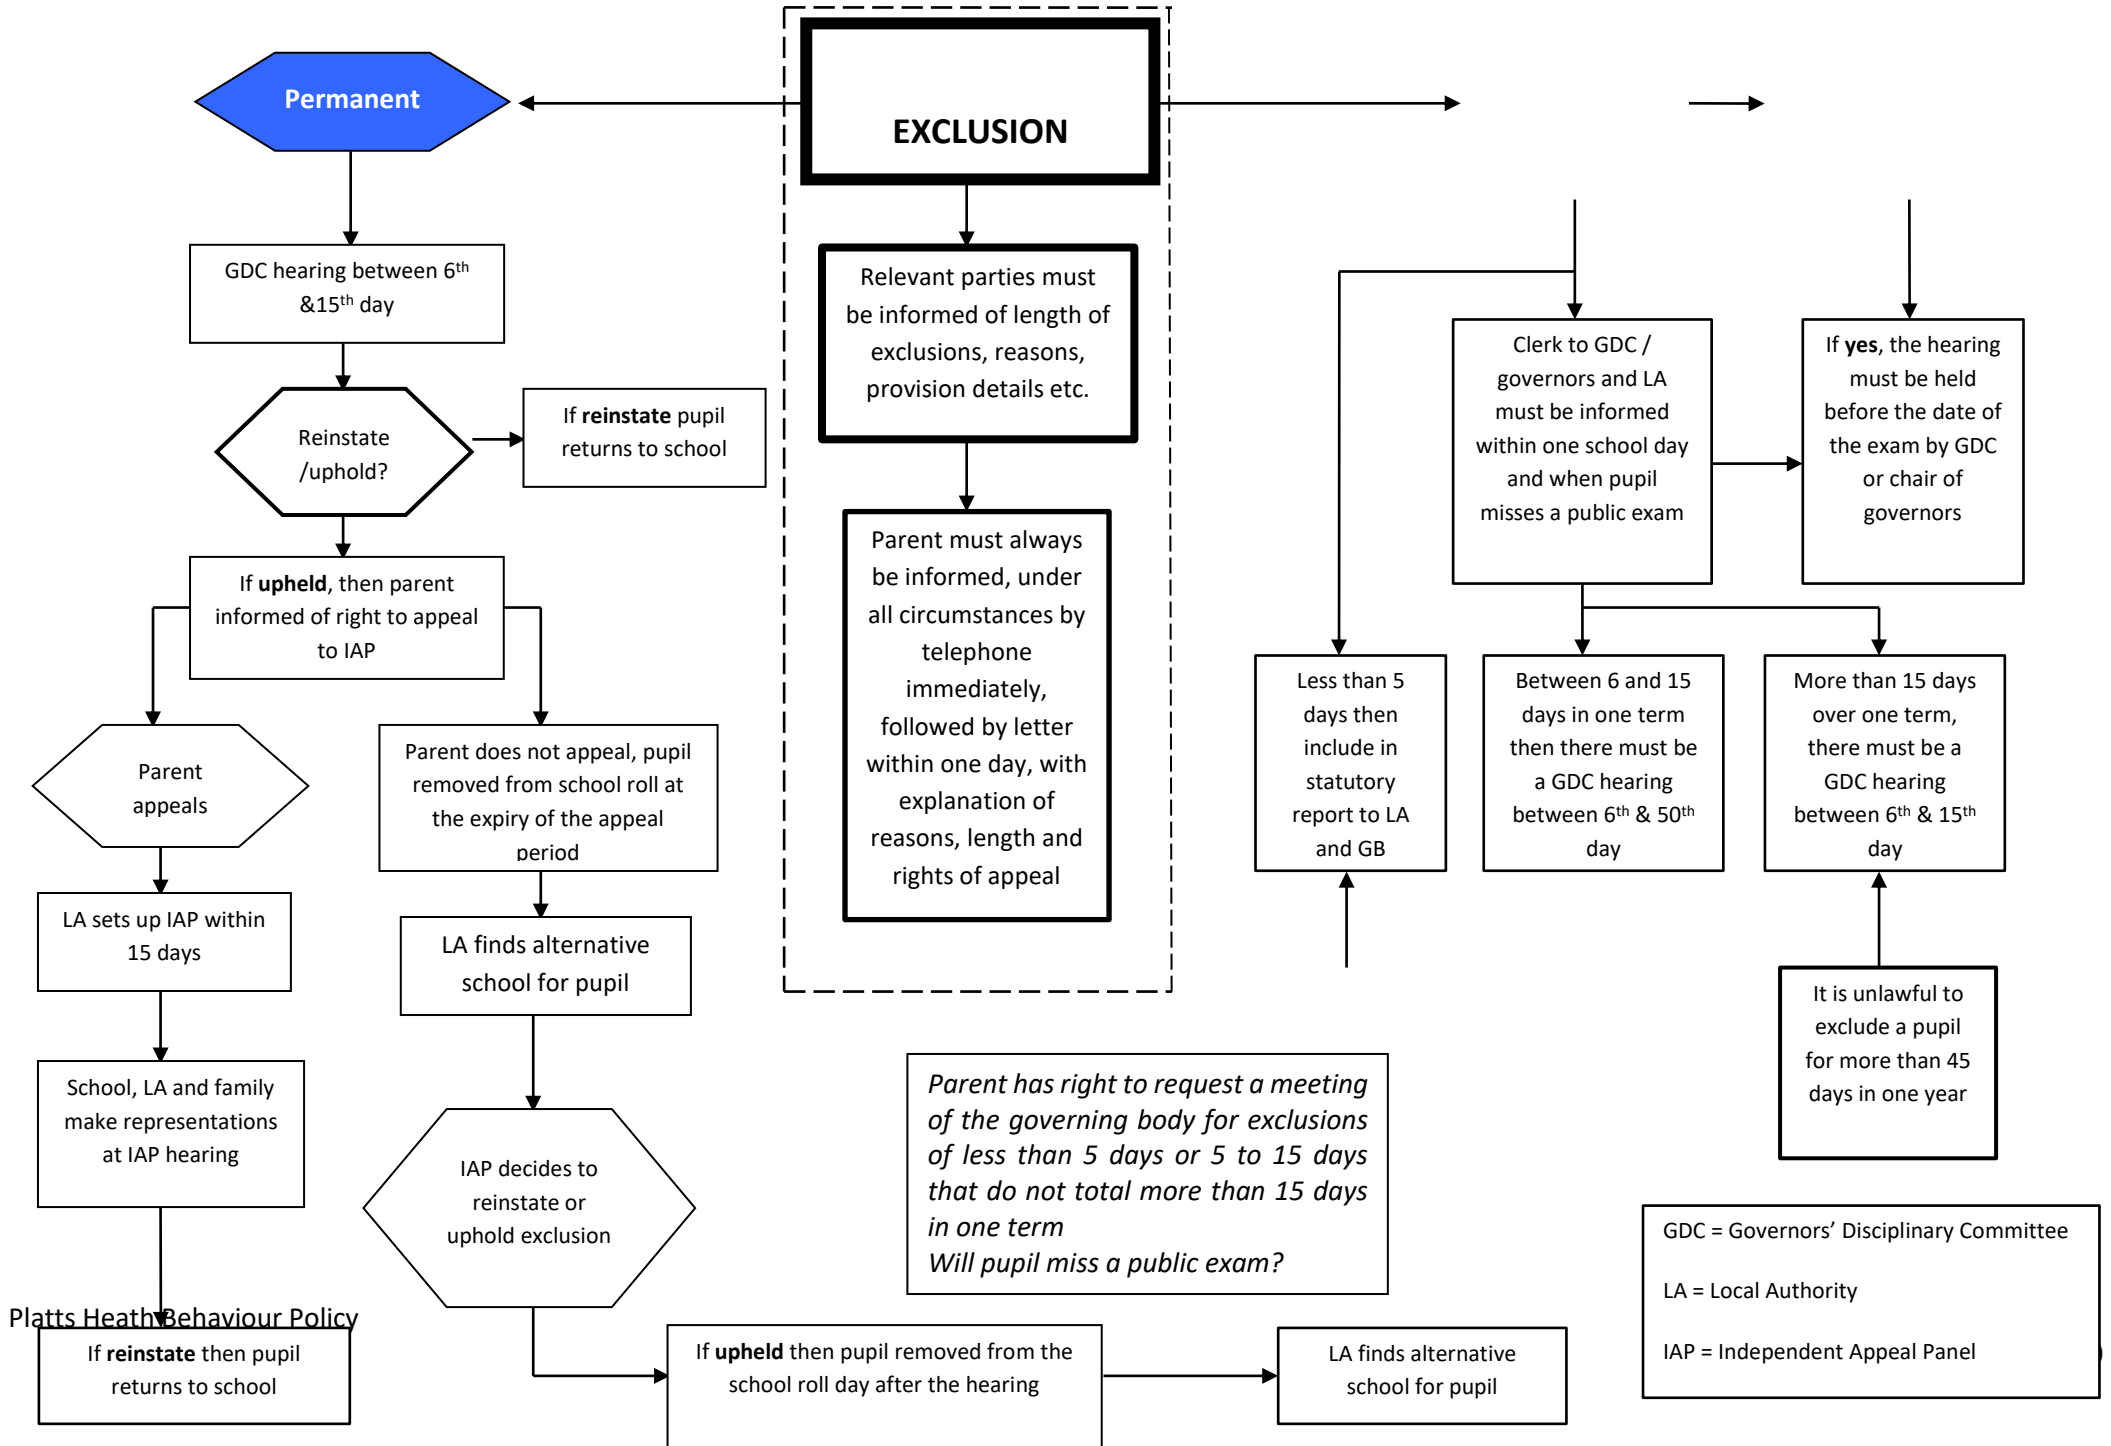 Permanent
EXCLUSION
GDC hearing between 6th
&15th day
Relevant parties must
be informed of length of
exclusions, reasons,
provision details etc.
Clerk to GDC /
governors and LA
must be informed
within one school day
and when pupil
misses a public exam
If yes, the hearing
must be held
before the date of
the exam by GDC
or chair of
governors
Reinstate
/uphold?
If reinstate pupil
returns to school
Parent must always
be informed, under
all circumstances by
telephone
immediately,
followed by letter
within one day, with
explanation of
reasons, length and
rights of appeal
If upheld, then parent
informed of right to appeal
to IAP
Less than 5
days then
include in
statutory
report to LA
and GB
Between 6 and 15
days in one term
then there must be
a GDC hearing
between 6th & 50th
day
More than 15 days
over one term,
there must be a
GDC hearing
between 6th & 15th
day
Parent
appeals
Parent does not appeal, pupil
removed from school roll at
the expiry of the appeal
period
LA sets up IAP within
15 days
LA finds alternative
school for pupil
It is unlawful to
exclude a pupil
for more than 45
days in one year
School, LA and family
make representations
at IAP hearing
IAP decides to
reinstate or
uphold exclusion
Parent has right to request a meeting
of the governing body for exclusions
of less than 5 days or 5 to 15 days
that do not total more than 15 days
in one term
Will pupil miss a public exam?
GDC = Governors’ Disciplinary Committee
LA = Local Authority
IAP = Independent Appeal Panel
Platts Heath Behaviour Policy
If reinstate then pupil
returns to school
If upheld then pupil removed from the
school roll day after the hearing
LA finds alternative
school for pupil